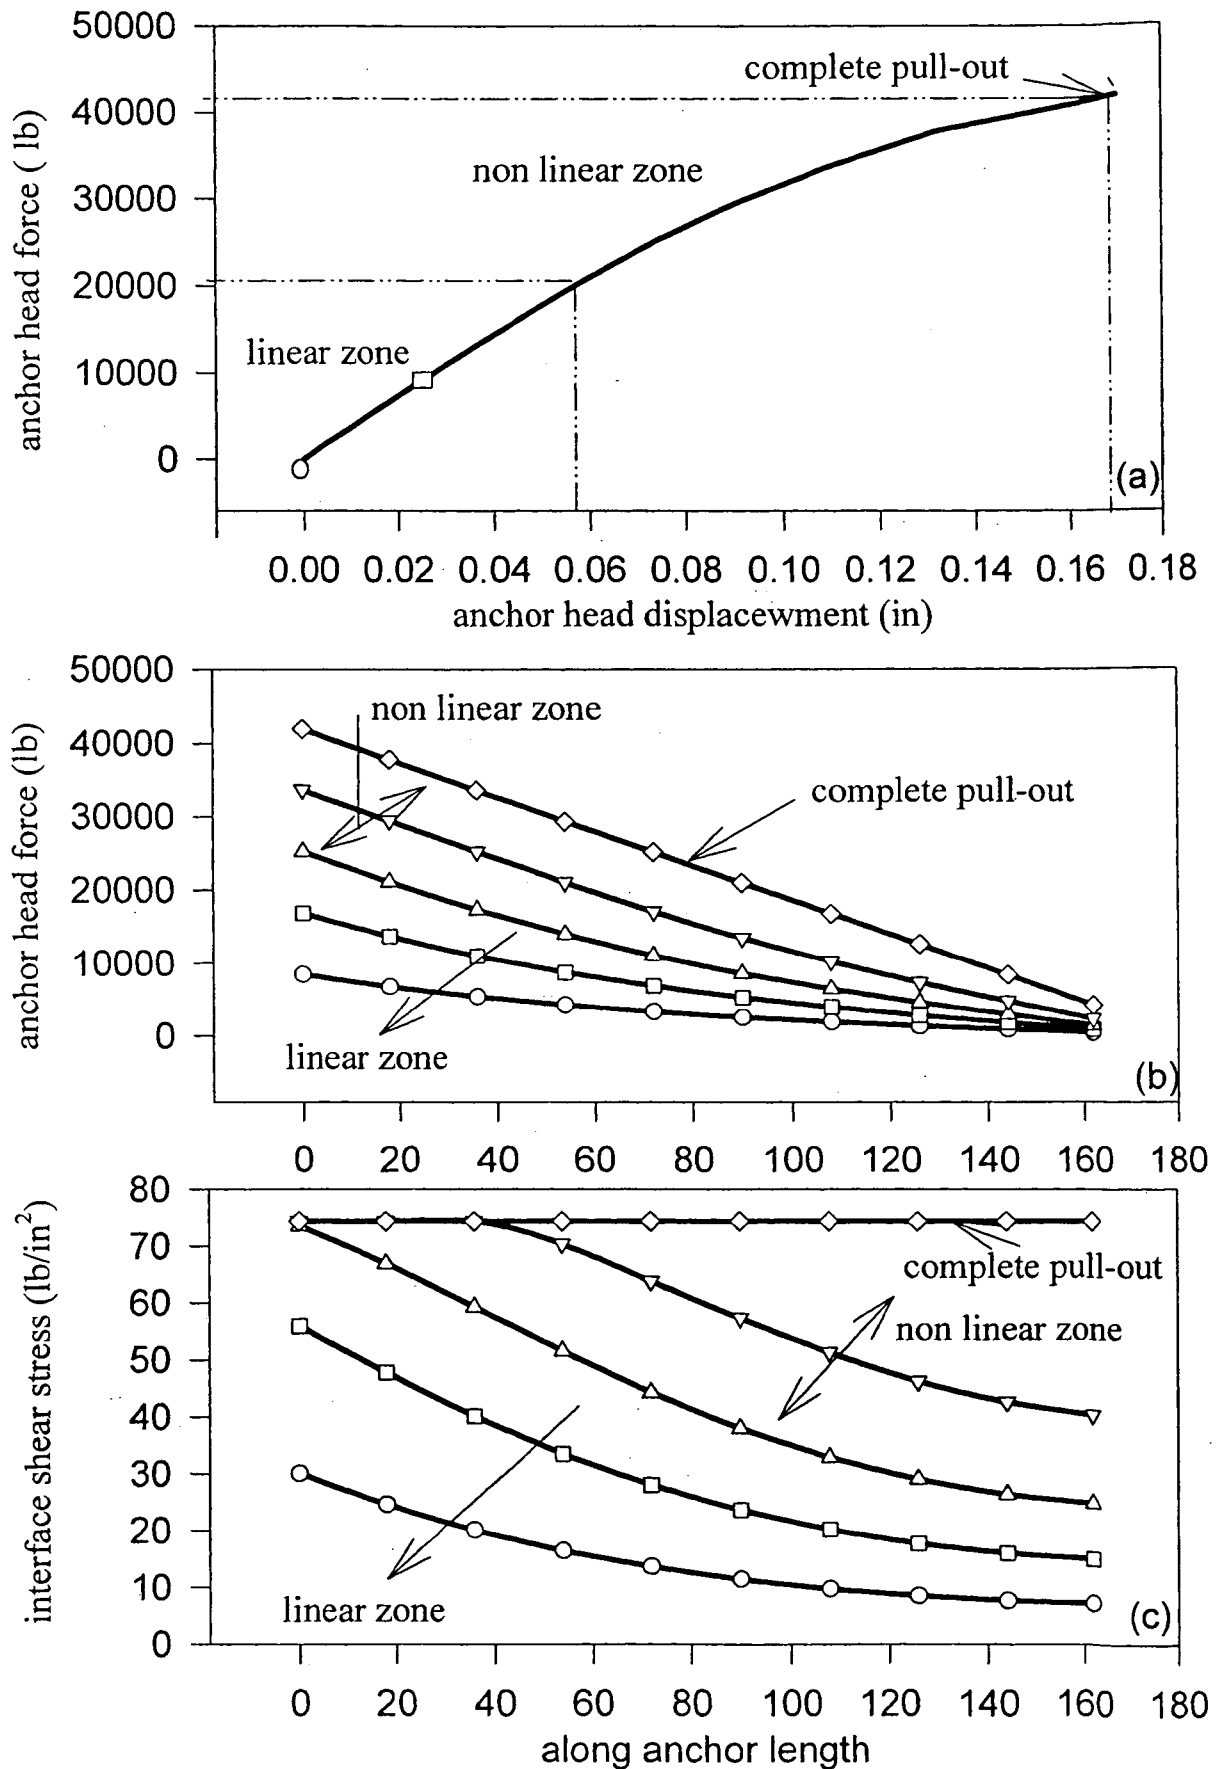 50000
40000
30000
20000
10000
0
anchor head force ( lb)
complete pull-out
non linear zone
linear zone
(a)
0.00 0.02 0.04 0.06 0.08 0.10 0.12 0.14 0.16 0.18
anchor head displacewment (in)
50000
40000
30000
20000
10000
0
anchor head force (lb)
non linear zone
complete pull-out
linear zone
(b)
0 20 40 60 80 100 120 140 160 180
80
70
60
50
40
30
20
10
0
interface shear stress (lb/in²)
complete pull-out
non linear zone
linear zone
(c)
0 20 40 60 80 100 120 140 160 180
along anchor length